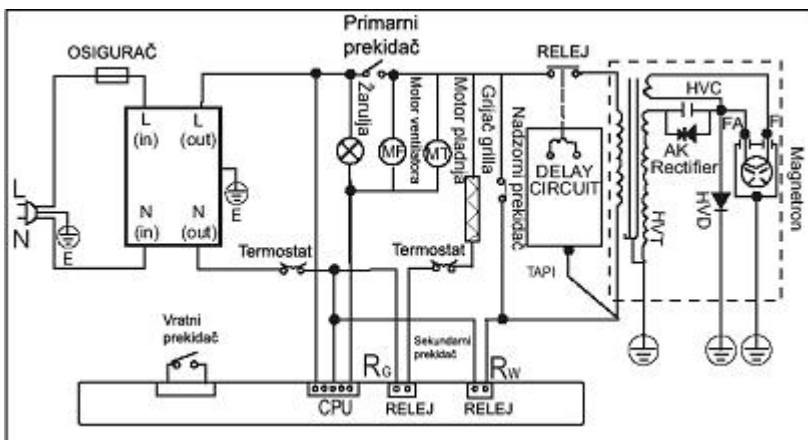 Primarni
prekidač
OSIGURAČ
RELEJ
L
(in)
L
(out)
Žarulja
Motor ventilatora
Motor pladnja
Grijač grilla
Nadzorni prekidač
MF
MT
DELAY
CIRCUIT
HVC
FA
FI
AK
Rectifier
Magnetron
HVD
HVT
L
N
E
N
(in)
N
(out)
E
Termostat
Termostat
TAPI
Vratni
prekidač
Sekundarni
prekidač
RG
RW
CPU
RELEJ
RELEJ